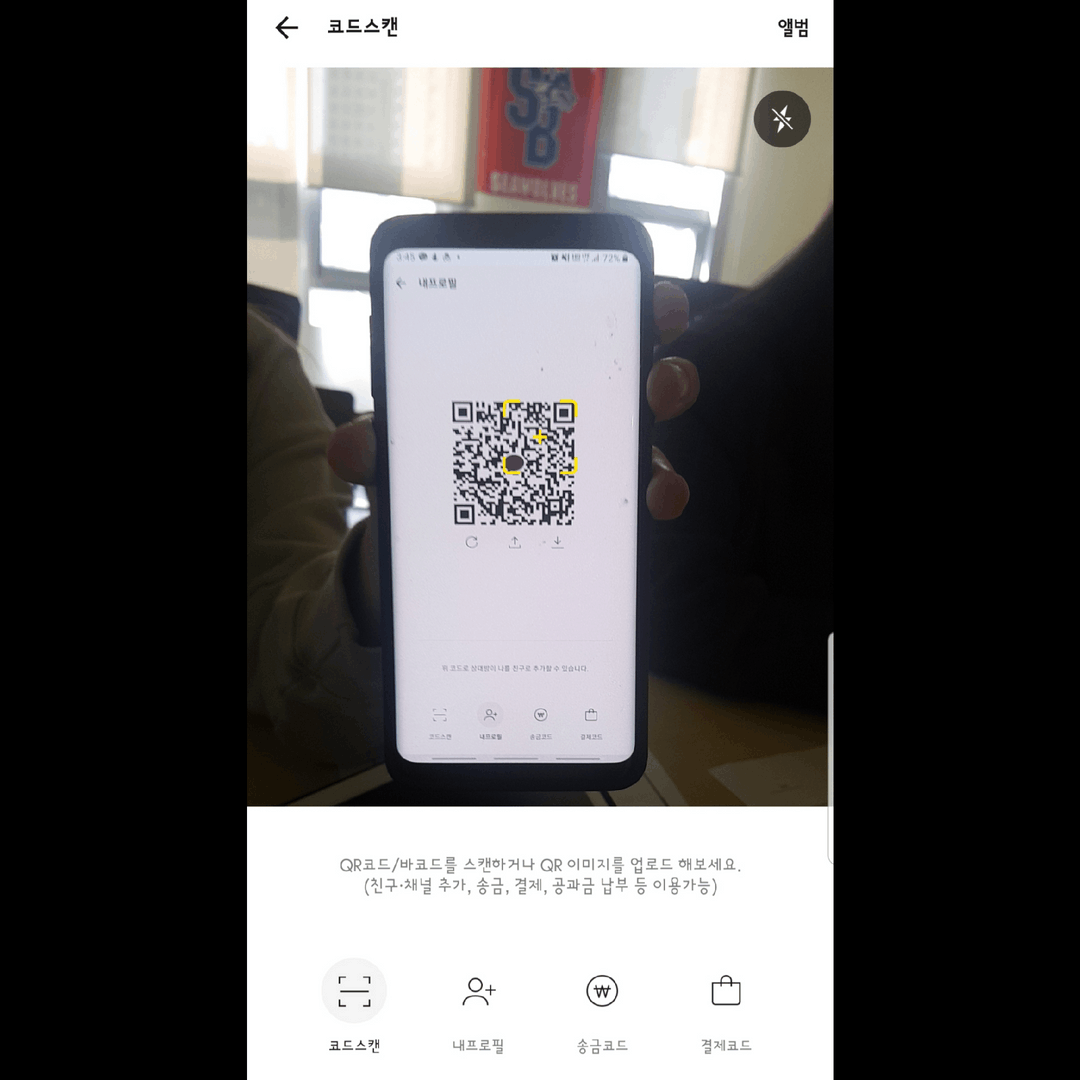 코드스캔
앨범
SJB
SEAWOLVES
3:45
72%
내프로필
위 코드로 상대방이 나를 친구로 추가할 수 있습니다.
코드스캔 내프로필 송금코드 결제코드
QR코드/바코드를 스캔하거나 QR 이미지를 업로드 해보세요.
(친구·채널 추가, 송금, 결제, 공과금 납부 등 이용가능)
코드스캔 내프로필 송금코드 결제코드